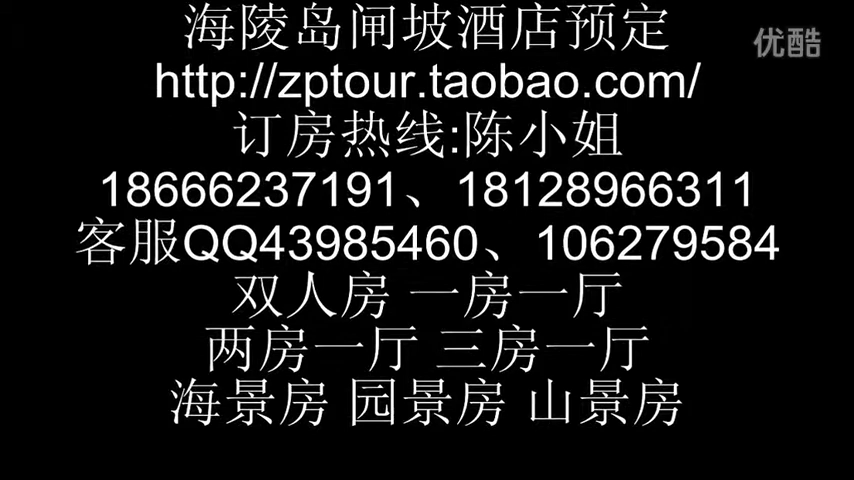 海陵岛闸坡酒店预定
优酷
http://zptour.taobao.com/
订房热线:陈小姐
18666237191、18128966311
客服QQ43985460、106279584
双人房 一房一厅
两房一厅 三房一厅
海景房 园景房 山景房